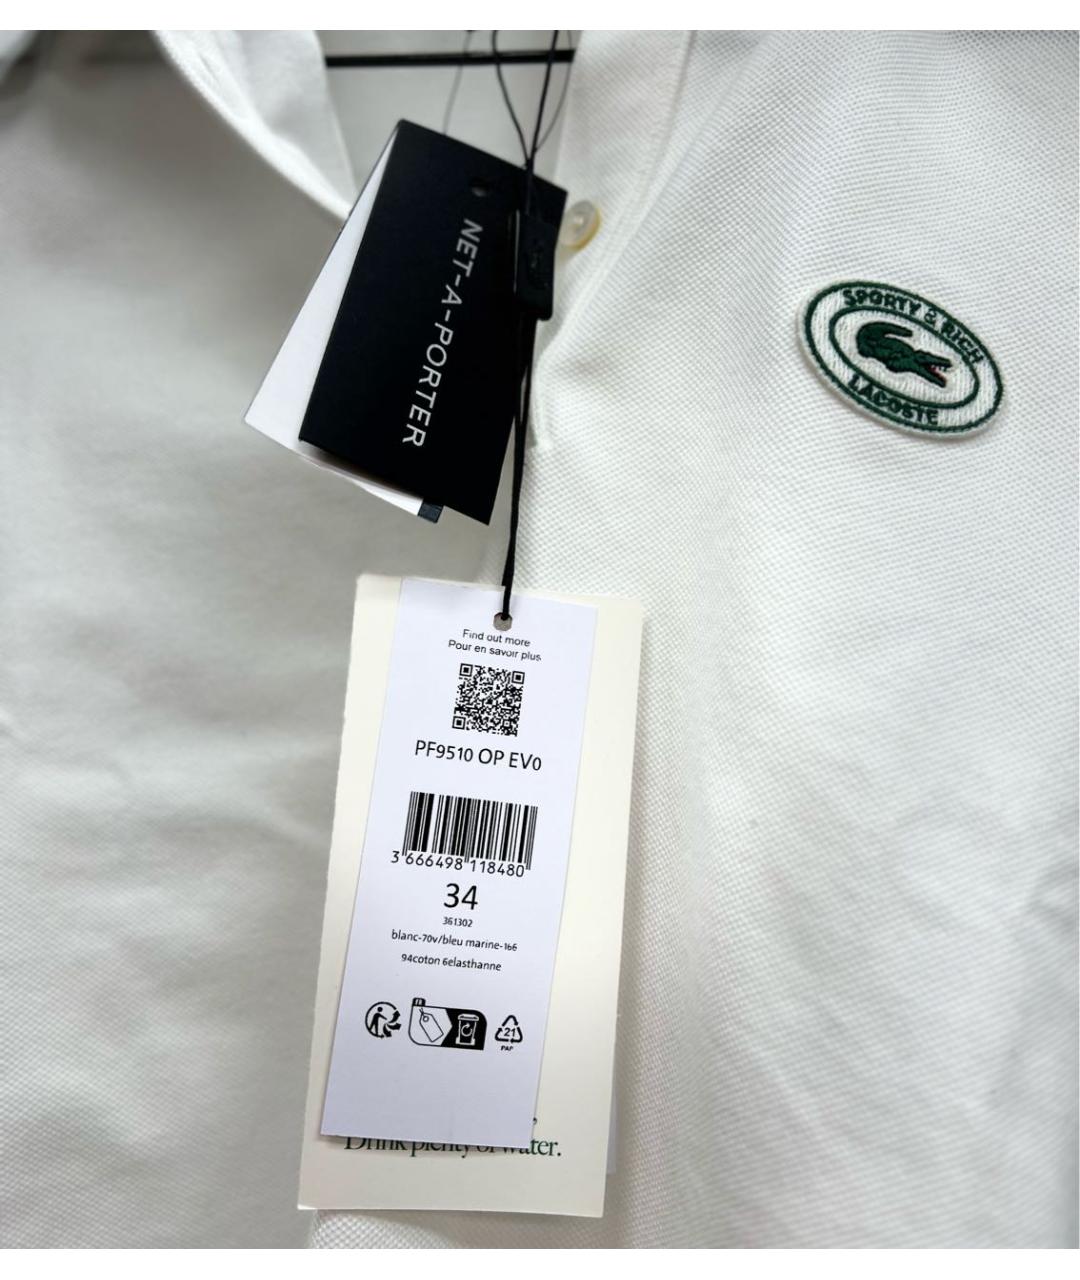 NET-A-PORTER
SPORTY & RICH
LACOSTE
Find out more
Pour en savoir plus
PF9510 OP EV0
3 666498 118480
34
361302
blanc-70v/bleu marine-166
94coton 6elasthanne
21
PAP
Drink plenty of water.